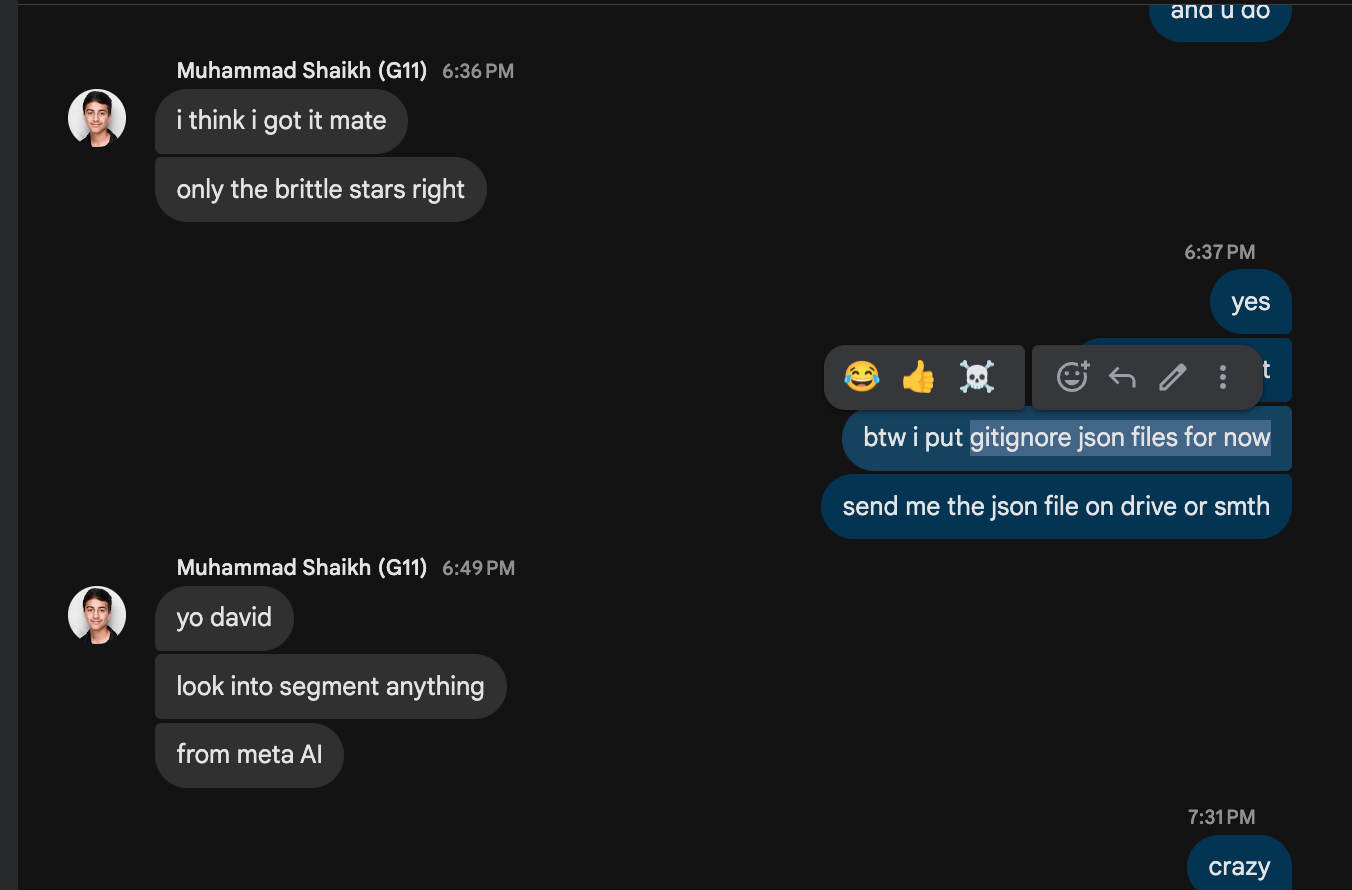 and u do
Muhammad Shaikh (G11) 6:36 PM
i think i got it mate
only the brittle stars right
6:37 PM
yes
btw i put gitignore json files for now
send me the json file on drive or smth
Muhammad Shaikh (G11) 6:49 PM
yo david
look into segment anything
from meta AI
7:31 PM
crazy